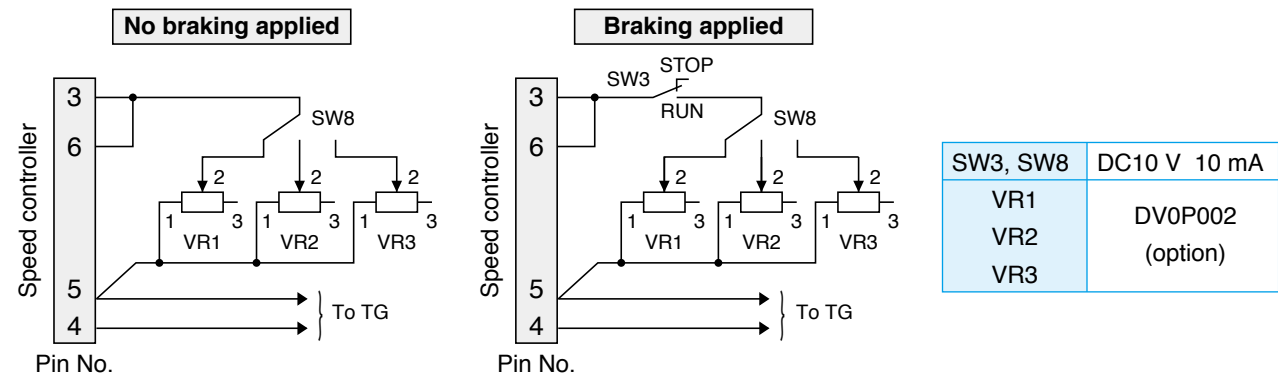 No braking applied
3
6
SW8
2
2
2
1
3
1
3
1
3
VR1
VR2
VR3
5
4
To TG
Speed controller
Pin No.
Braking applied
STOP
SW3
3
RUN
SW8
6
2
2
2
1
3
1
3
1
3
VR1
VR2
VR3
5
4
To TG
Speed controller
Pin No.
SW3, SW8 DC10 V 10 mA
VR1
VR2
VR3
DV0P002
(option)